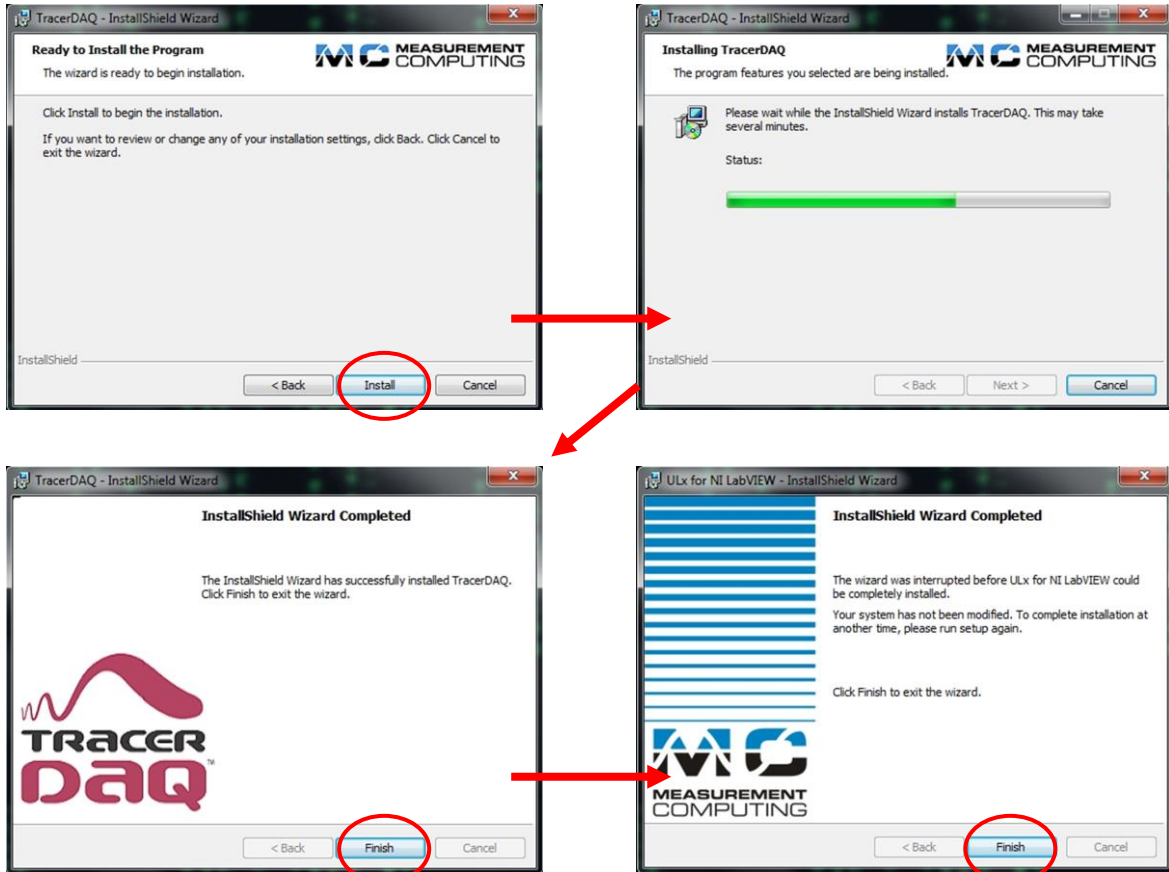 TracerDAQ - InstallShield Wizard
Ready to Install the Program
The wizard is ready to begin installation.
MEASUREMENT
COMPUTING
Click Install to begin the installation.
If you want to review or change any of your installation settings, click Back. Click Cancel to
exit the wizard.
InstallShield
< Back Install Cancel
TracerDAQ - InstallShield Wizard
Installing TracerDAQ
The program features you selected are being installed.
MEASUREMENT
COMPUTING
Please wait while the InstallShield Wizard installs TracerDAQ. This may take
several minutes.
Status:
InstallShield
< Back Next > Cancel
TracerDAQ - InstallShield Wizard
InstallShield Wizard Completed
The InstallShield Wizard has successfully installed TracerDAQ.
Click Finish to exit the wizard.
TRACER
DAQ™
< Back Finish Cancel
ULx for NI LabVIEW - InstallShield Wizard
InstallShield Wizard Completed
The wizard was interrupted before ULx for NI LabVIEW could
be completely installed.
Your system has not been modified. To complete installation at
another time, please run setup again.
Click Finish to exit the wizard.
MC
MEASUREMENT
COMPUTING
< Back Finish Cancel